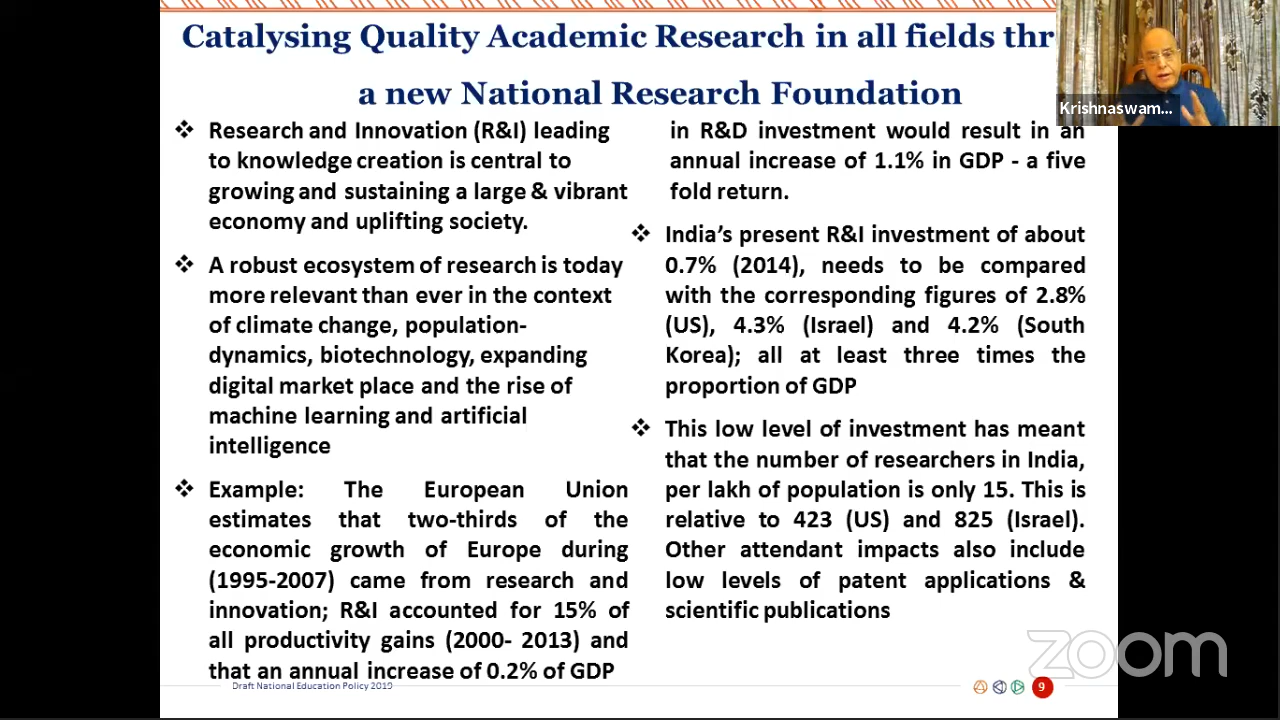 Catalysing Quality Academic Research in all fields thr
a new National Research Foundation
Krishnaswam...
❖ Research and Innovation (R&I) leading
to knowledge creation is central to
growing and sustaining a large & vibrant
economy and uplifting society.
❖ A robust ecosystem of research is today
more relevant than ever in the context
of climate change, population-
dynamics, biotechnology, expanding
digital market place and the rise of
machine learning and artificial
intelligence
❖ Example: The European Union
estimates that two-thirds of the
economic growth of Europe during
(1995-2007) came from research and
innovation; R&I accounted for 15% of
all productivity gains (2000- 2013) and
that an annual increase of 0.2% of GDP
in R&D investment would result in an
annual increase of 1.1% in GDP - a five
fold return.
❖ India's present R&I investment of about
0.7% (2014), needs to be compared
with the corresponding figures of 2.8%
(US), 4.3% (Israel) and 4.2% (South
Korea); all at least three times the
proportion of GDP
❖ This low level of investment has meant
that the number of researchers in India,
per lakh of population is only 15. This is
relative to 423 (US) and 825 (Israel).
Other attendant impacts also include
low levels of patent applications &
scientific publications
Draft National Education Policy 2019
9
zoom